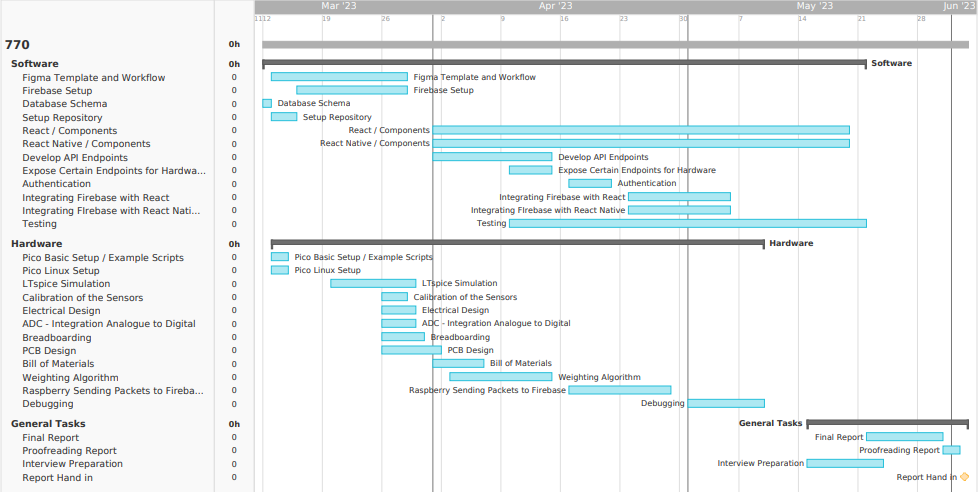 Mar '23 Apr '23 May '23 Jun '23
1112 19 26 2 9 16 23 30 7 14 21 28
770 0h
Software 0h Software
Figma Template and Workflow 0 Figma Template and Workflow
Firebase Setup 0 Firebase Setup
Database Schema 0 Database Schema
Setup Repository 0 Setup Repository
React / Components 0 React / Components
React Native / Components 0 React Native / Components
Develop API Endpoints 0 Develop API Endpoints
Expose Certain Endpoints for Hardwa... 0 Expose Certain Endpoints for Hardware
Authentication 0 Authentication
Integrating Firebase with React 0 Integrating Firebase with React
Integrating FIrebase with React Nati... 0 Integrating FIrebase with React Native
Testing 0 Testing
Hardware 0h Hardware
Pico Basic Setup / Example Scripts 0 Pico Basic Setup / Example Scripts
Pico Linux Setup 0 Pico Linux Setup
LTspice Simulation 0 LTspice Simulation
Calibration of the Sensors 0 Calibration of the Sensors
Electrical Design 0 Electrical Design
ADC - Integration Analogue to Digital 0 ADC - Integration Analogue to Digital
Breadboarding 0 Breadboarding
PCB Design 0 PCB Design
Bill of Materials 0 Bill of Materials
Weighting Algorithm 0 Weighting Algorithm
Raspberry Sending Packets to Fireba... 0 Raspberry Sending Packets to Firebase
Debugging 0 Debugging
General Tasks 0h General Tasks
Final Report 0 Final Report
Proofreading Report 0 Proofreading Report
Interview Preparation 0 Interview Preparation
Report Hand in 0 Report Hand in